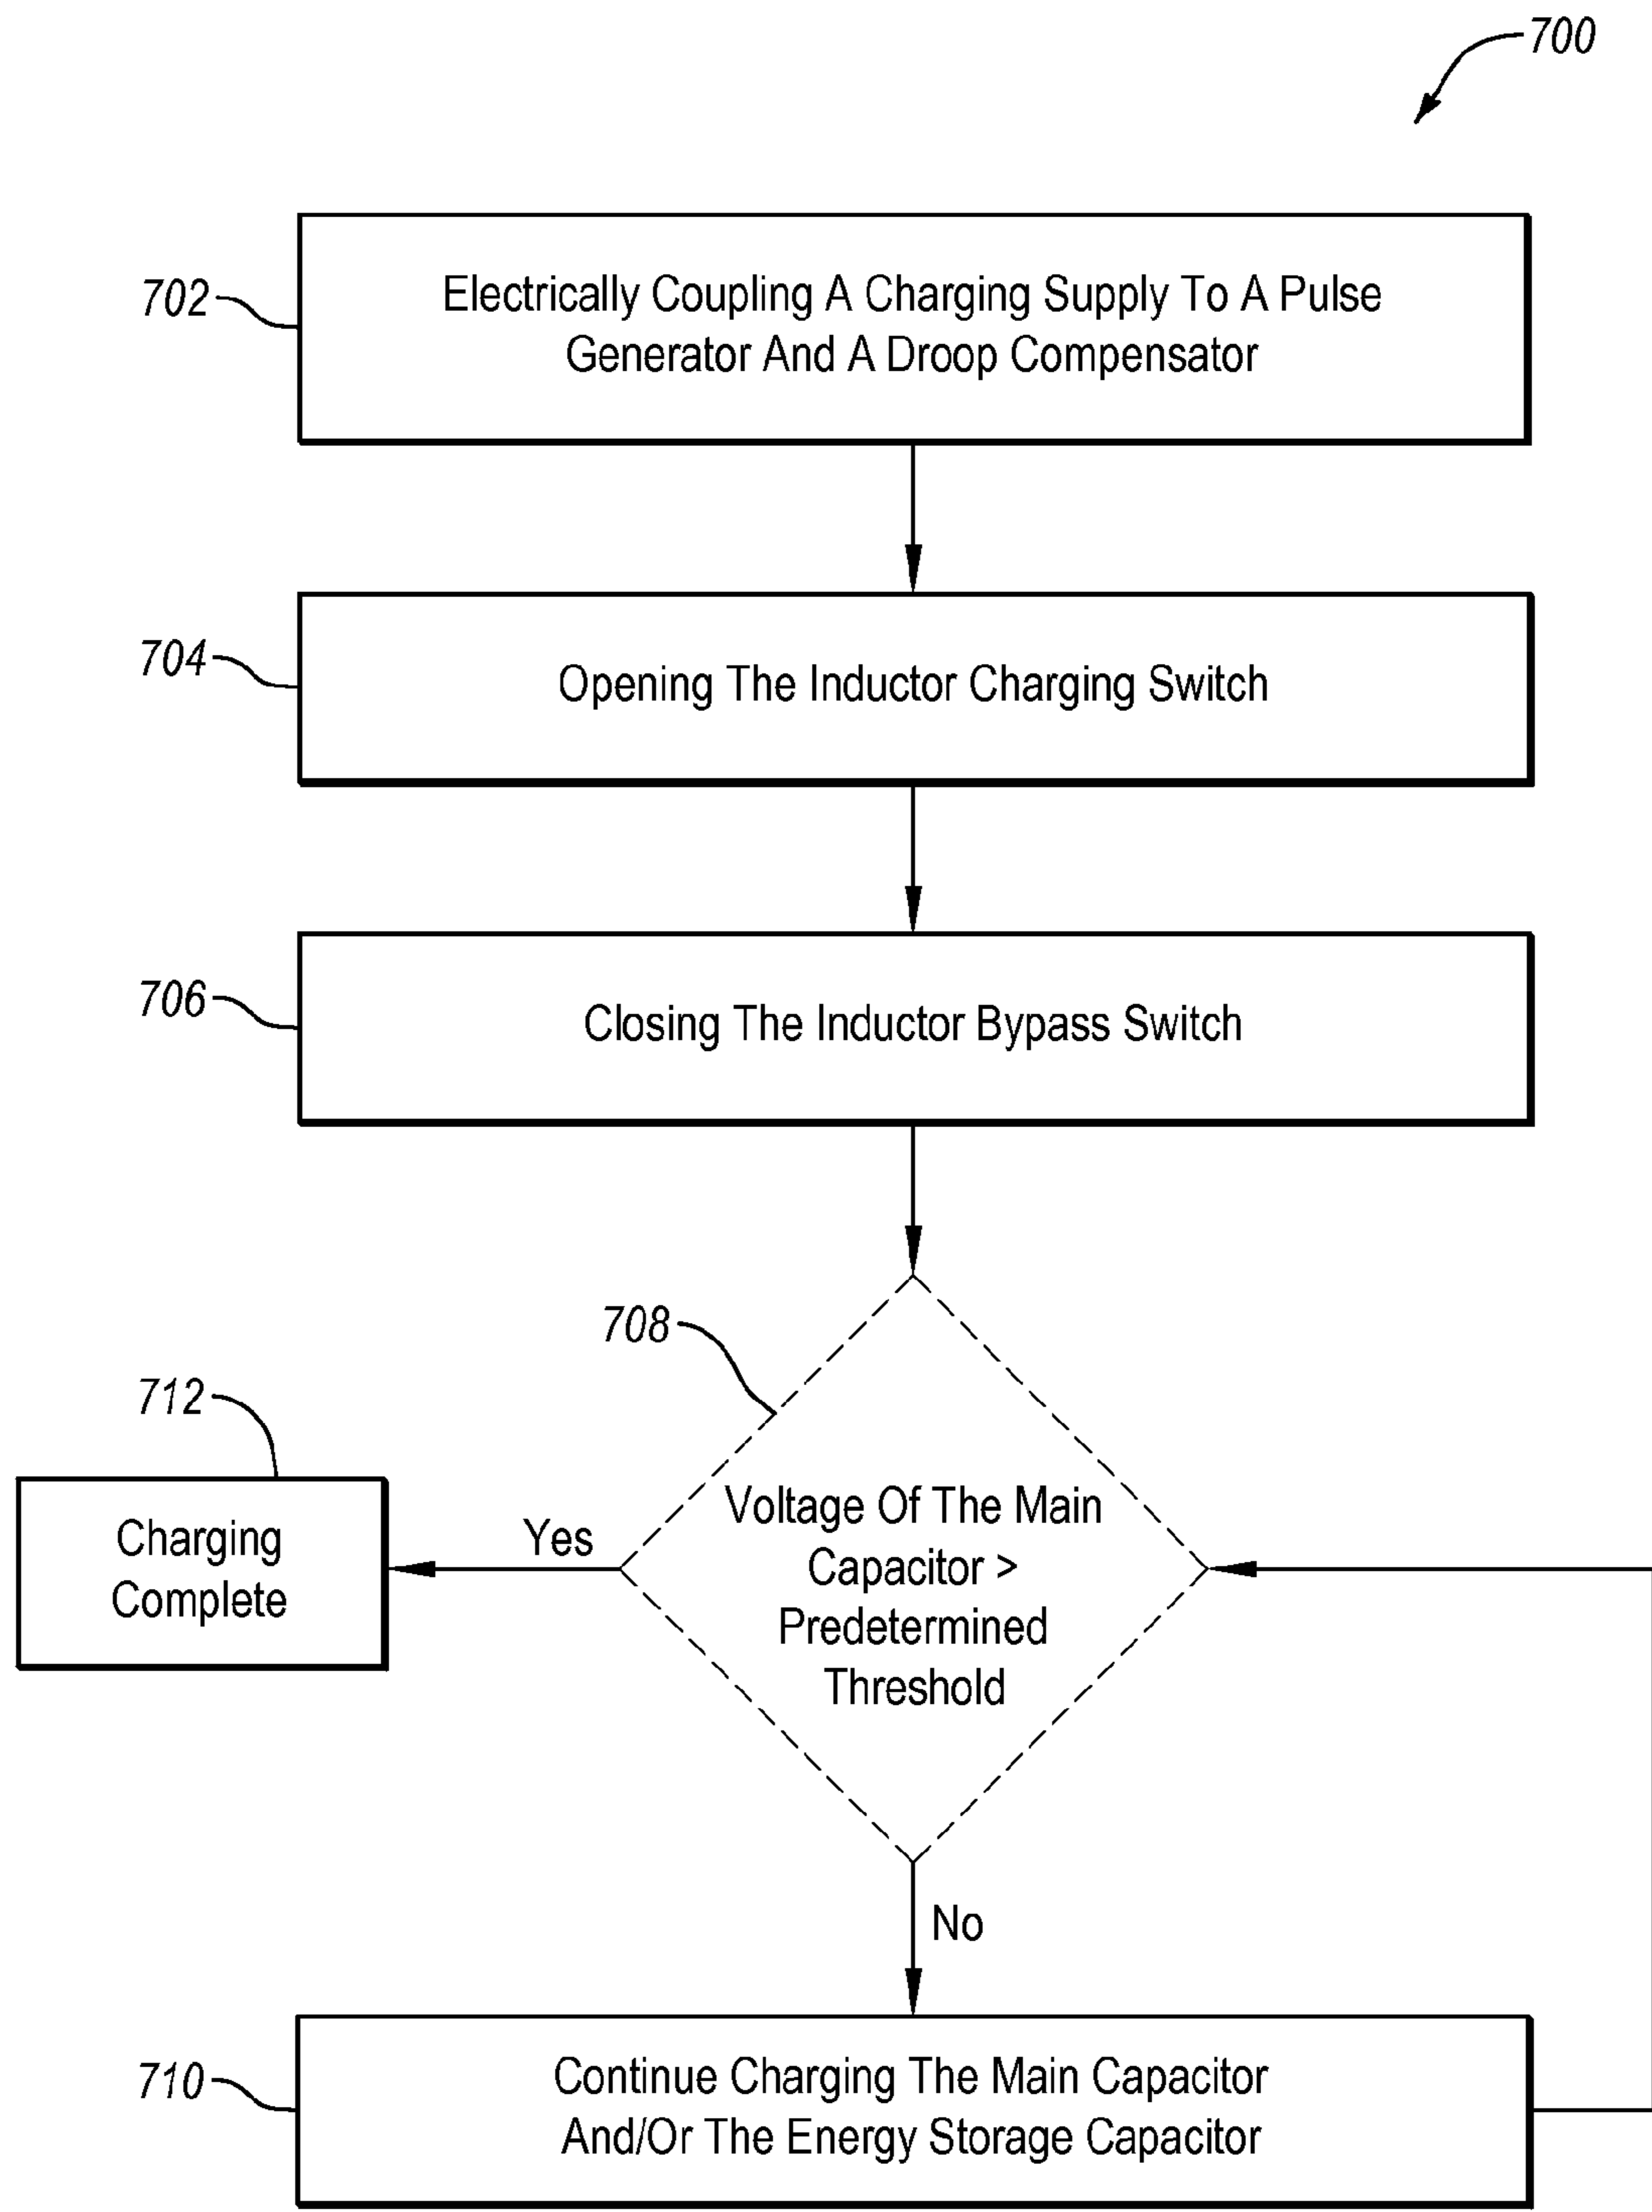 700
702
Electrically Coupling A Charging Supply To A Pulse
Generator And A Droop Compensator
704
Opening The Inductor Charging Switch
706
Closing The Inductor Bypass Switch
708
Voltage Of The Main
Capacitor >
Predetermined
Threshold
Yes
712
Charging
Complete
No
710
Continue Charging The Main Capacitor
And/Or The Energy Storage Capacitor